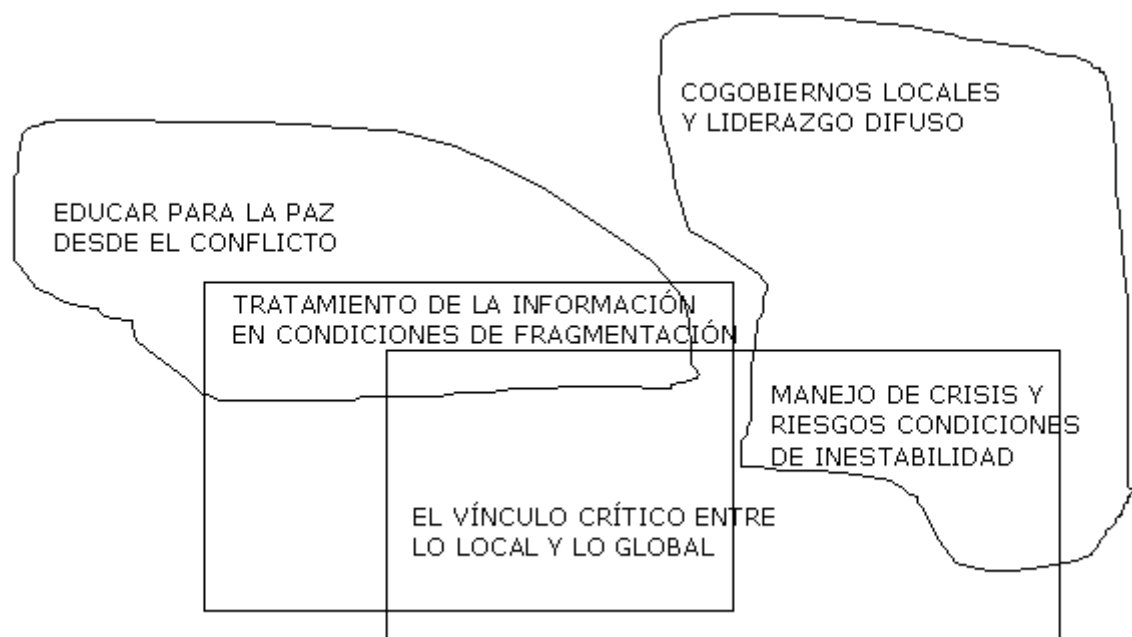 COGOBIERNOS LOCALES
Y LIDERAZGO DIFUSO
EDUCAR PARA LA PAZ
DESDE EL CONFLICTO
TRATAMIENTO DE LA INFORMACIÓN
EN CONDICIONES DE FRAGMENTACIÓN
MANEJO DE CRISIS Y
RIESGOS CONDICIONES
DE INESTABILIDAD
EL VÍNCULO CRÍTICO ENTRE
LO LOCAL Y LO GLOBAL